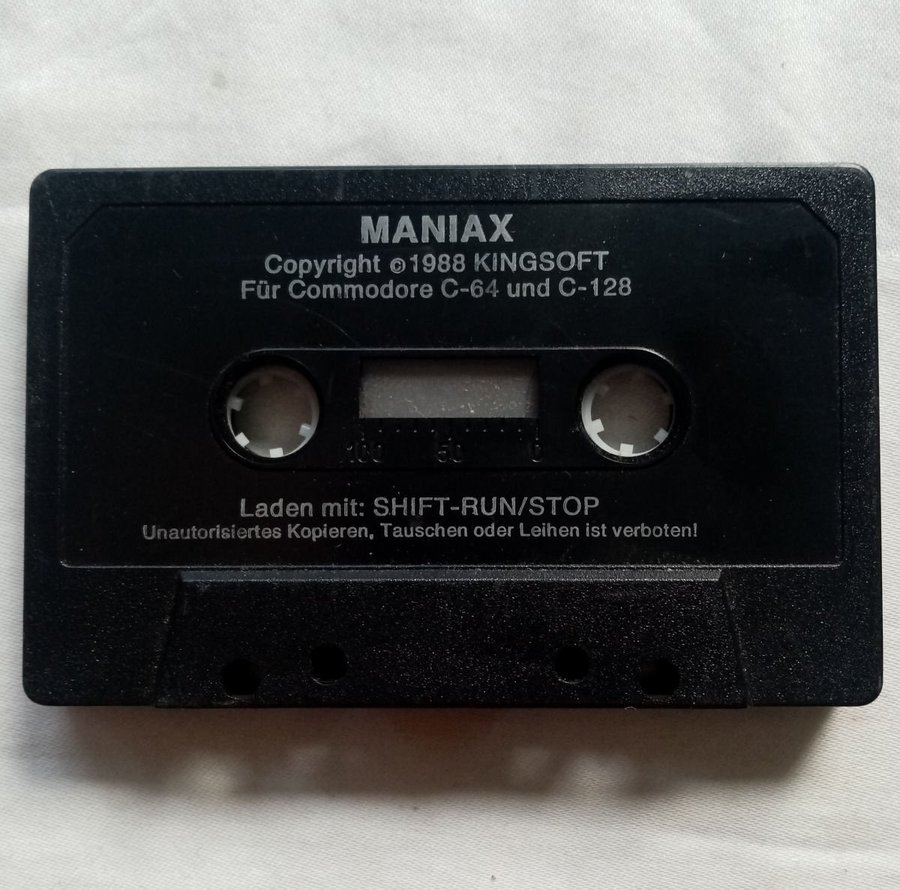 MANIAX
Copyright ©1988 KINGSOFT
Für Commodore C-64 und C-128
100 50 0
Laden mit: SHIFT-RUN/STOP
Unautorisiertes Kopieren, Tauschen oder Leihen ist verboten!